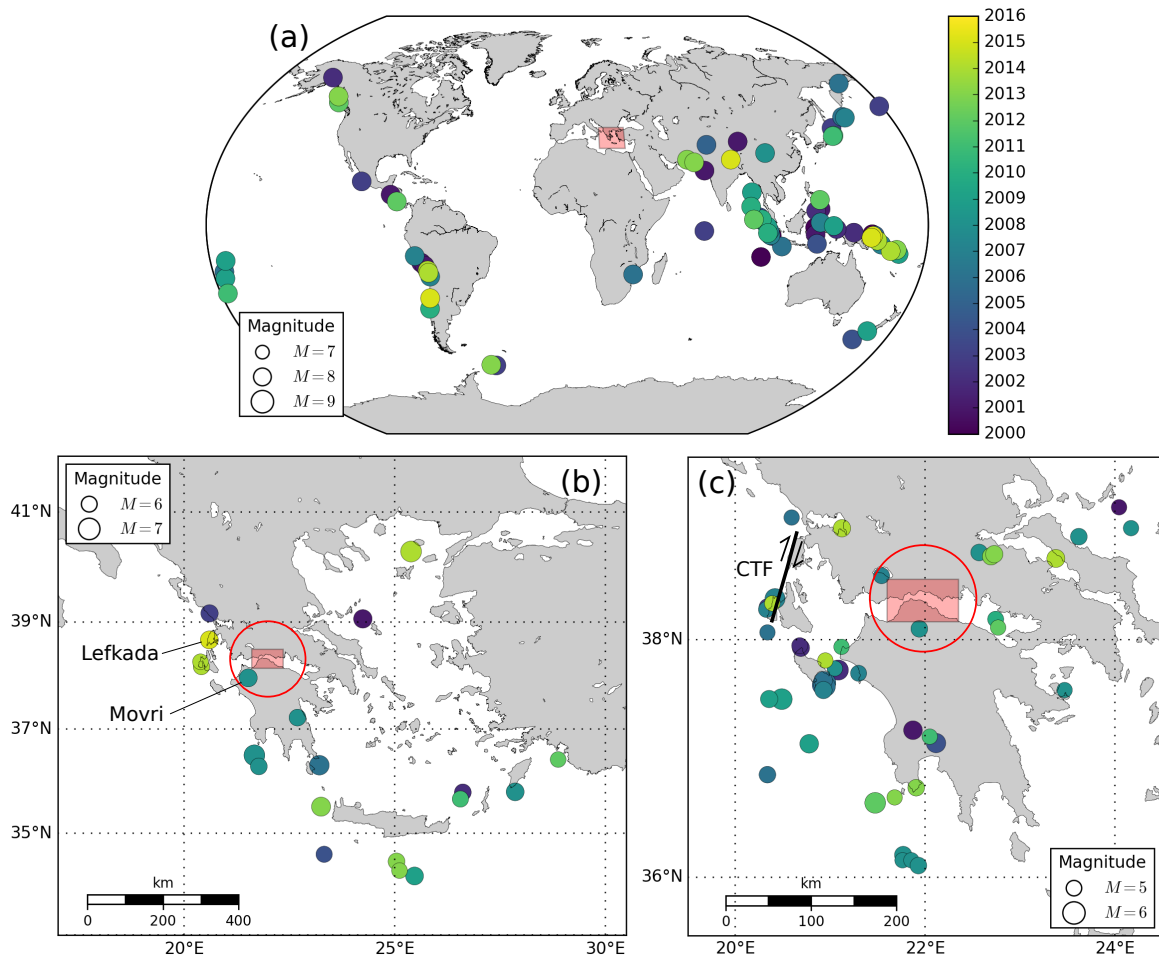 (a)
2016
2015
2014
2013
2012
2011
2010
2009
2008
2007
2006
2005
2004
2003
2002
2001
2000
Magnitude
M=7
M=8
M=9
(b)
Magnitude
M=6
M=7
41°N
39°N
37°N
35°N
Lefkada
Movri
km
0 200 400
20°E 25°E 30°E
(c)
CTF
38°N
36°N
km
0 100 200
Magnitude
M=5
M=6
20°E 22°E 24°E